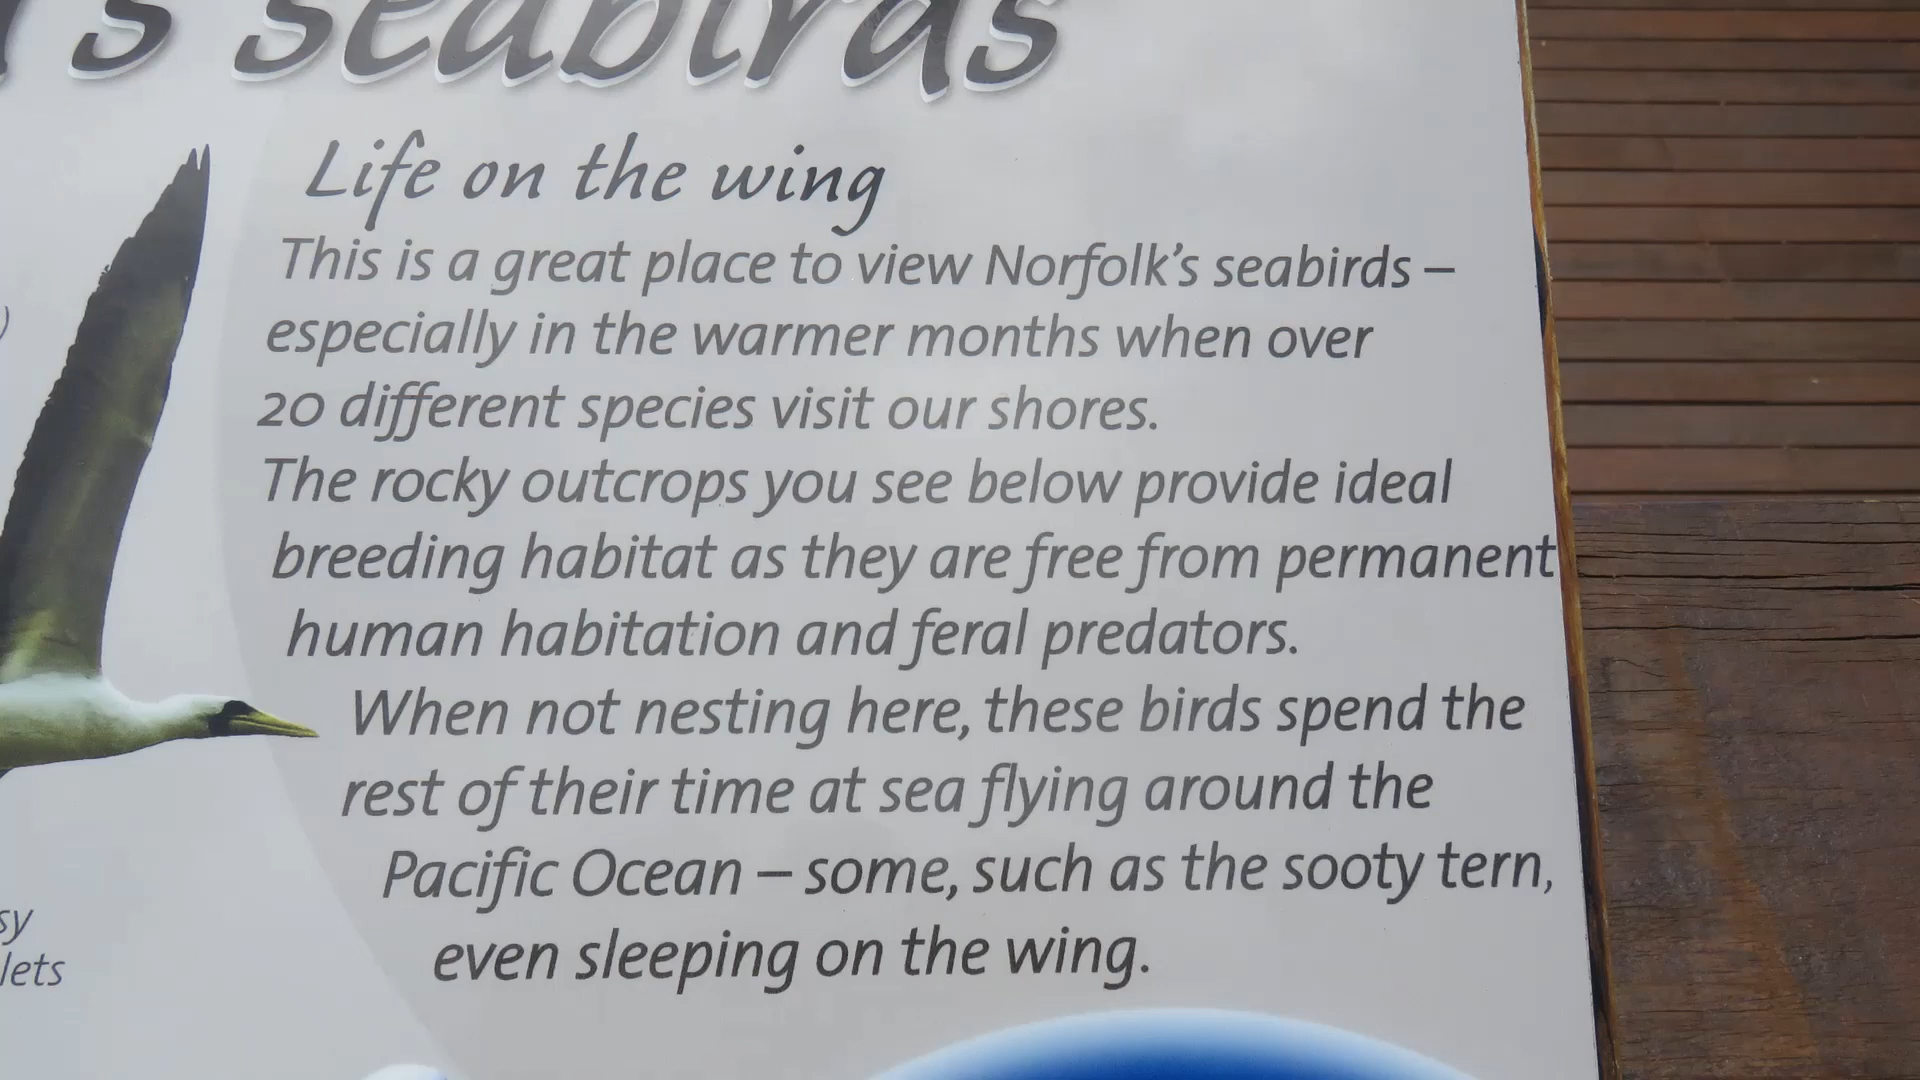 's seabirds
Life on the wing
This is a great place to view Norfolk's seabirds –
especially in the warmer months when over
20 different species visit our shores.
The rocky outcrops you see below provide ideal
breeding habitat as they are free from permanent
human habitation and feral predators.
When not nesting here, these birds spend the
rest of their time at sea flying around the
Pacific Ocean – some, such as the sooty tern,
even sleeping on the wing.